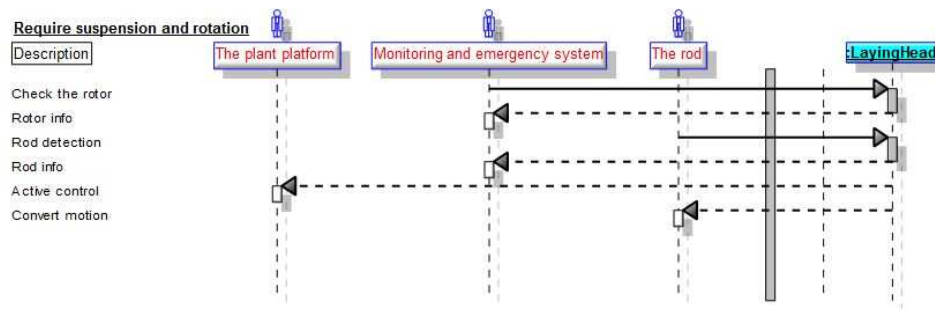 Require suspension and rotation
Description
The plant platform
Monitoring and emergency system
The rod
:LayingHead
Check the rotor
Rotor info
Rod detection
Rod info
Active control
Convert motion